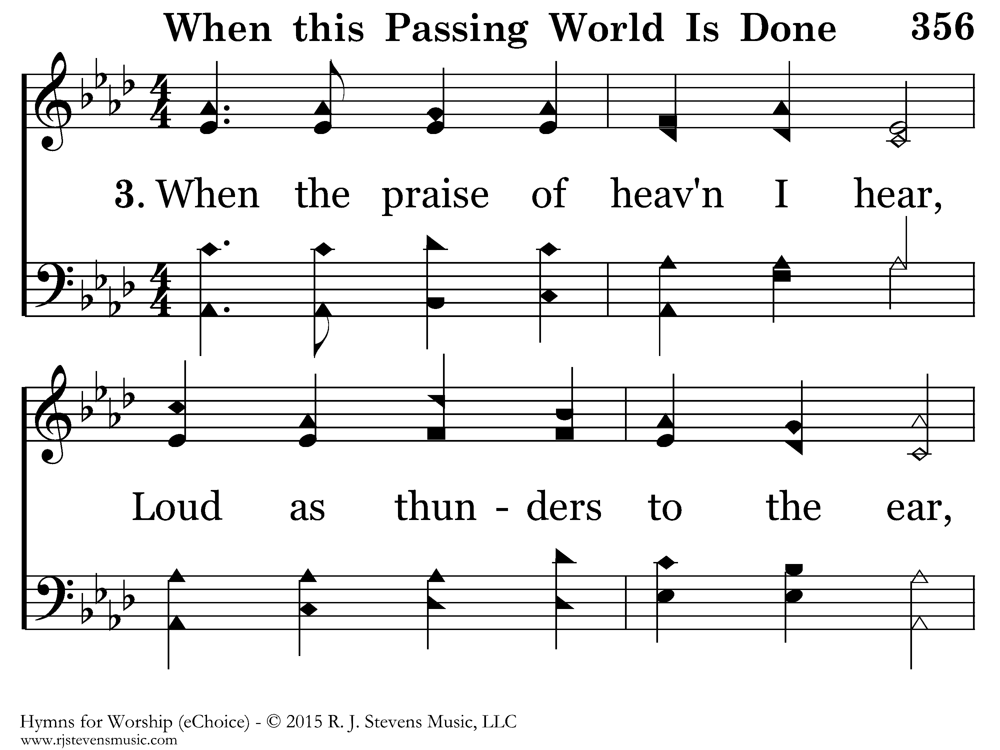 When this Passing World Is Done 356
3. When the praise of heav'n I hear,
Loud as thun - ders to the ear,
Hymns for Worship (eChoice) - © 2015 R. J. Stevens Music, LLC
www.rjstevensmusic.com